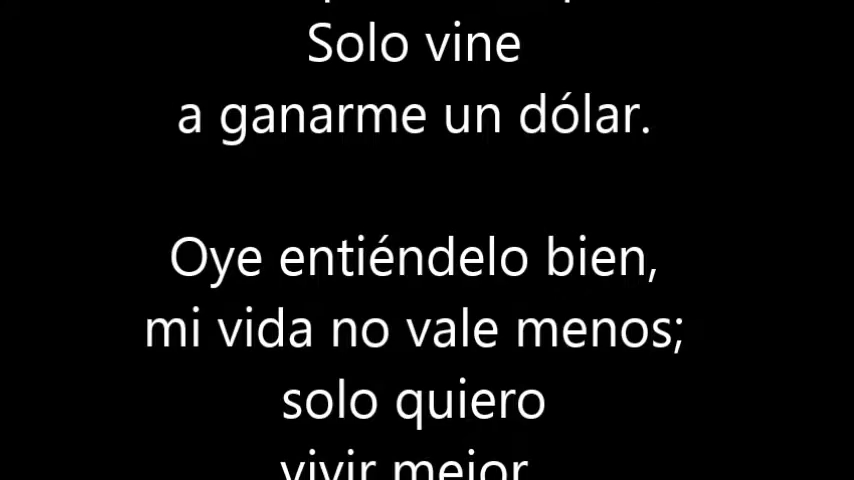 Solo vine
a ganarme un dólar.
Oye entiéndelo bien,
mi vida no vale menos;
solo quiero
vivir mejor